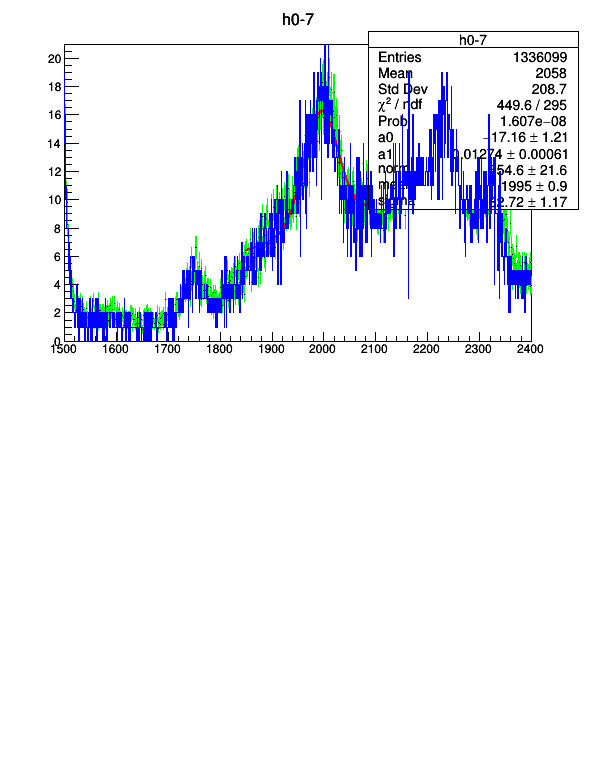 h0-7
h0-7
Entries 1336099
Mean 2058
Std Dev 208.7
χ² / ndf 449.6 / 295
Prob 1.607e−08
a0 −17.16 ± 1.21
a1 0.01274 ± 0.00061
54.6 ± 21.6
1995 ± 0.9
2.72 ± 1.17
20
18
16
14
12
10
8
6
4
2
0
1500 1600 1700 1800 1900 2000 2100 2200 2300 2400